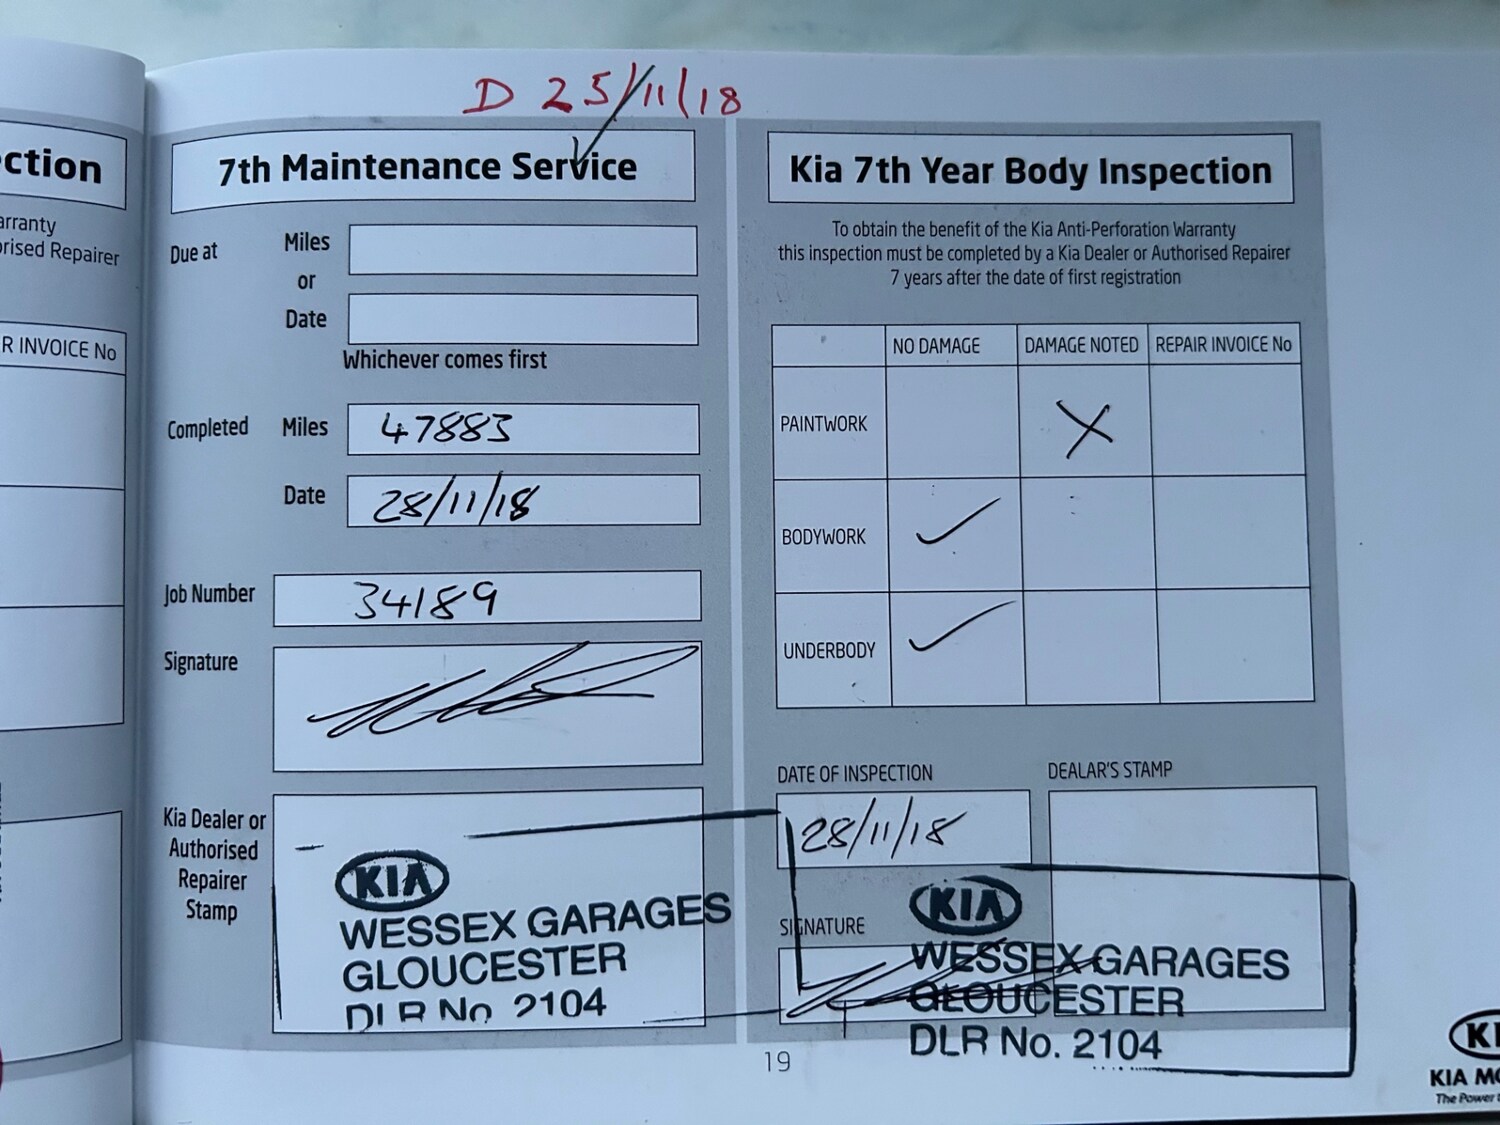 D 25/11/18
ction
arranty
orised Repairer
R INVOICE No
7th Maintenance Service
Due at
Miles
or
Date
Whichever comes first
Completed
Miles
47883
Date
28/11/18
Job Number
34189
Signature
Kia Dealer or
Authorised
Repairer
Stamp
KIA
WESSEX GARAGES
GLOUCESTER
DLR No 2104
Kia 7th Year Body Inspection
To obtain the benefit of the Kia Anti-Perforation Warranty
this inspection must be completed by a Kia Dealer or Authorised Repairer
7 years after the date of first registration
NO DAMAGE DAMAGE NOTED REPAIR INVOICE No
PAINTWORK X
BODYWORK ✓
UNDERBODY ✓
DATE OF INSPECTION
28/11/18
DEALAR'S STAMP
SIGNATURE
KIA
WESSEX GARAGES
GLOUCESTER
DLR No. 2104
19
KI
KIA MO
The Power